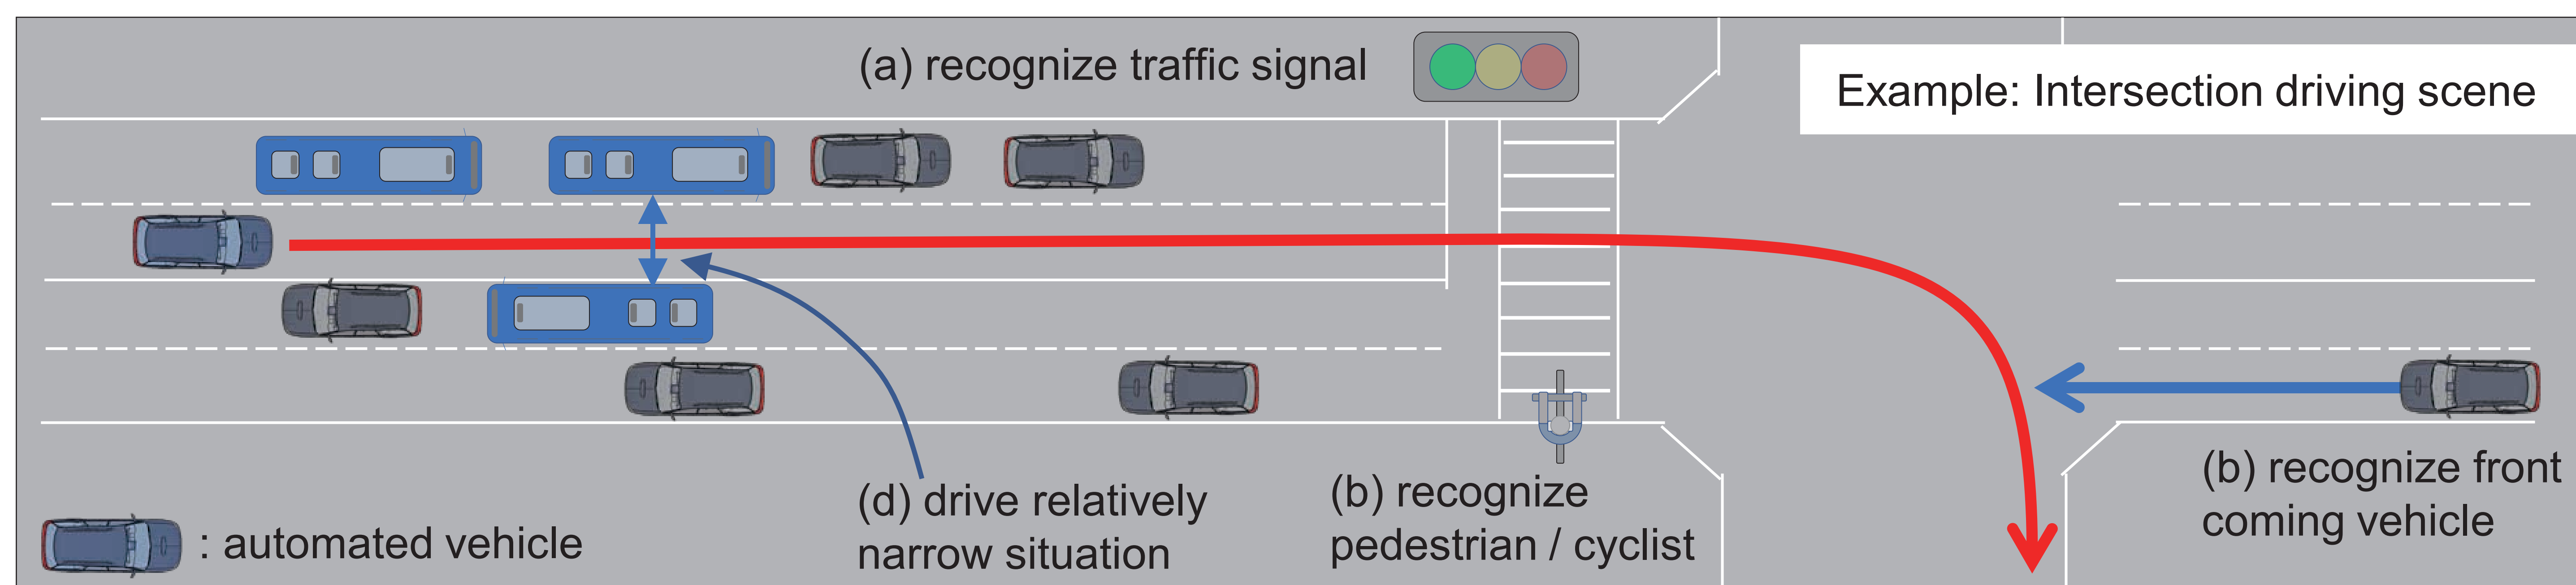 (a) recognize traffic signal
Example: Intersection driving scene
(d) drive relatively
narrow situation
(b) recognize
pedestrian / cyclist
(b) recognize front
coming vehicle
: automated vehicle